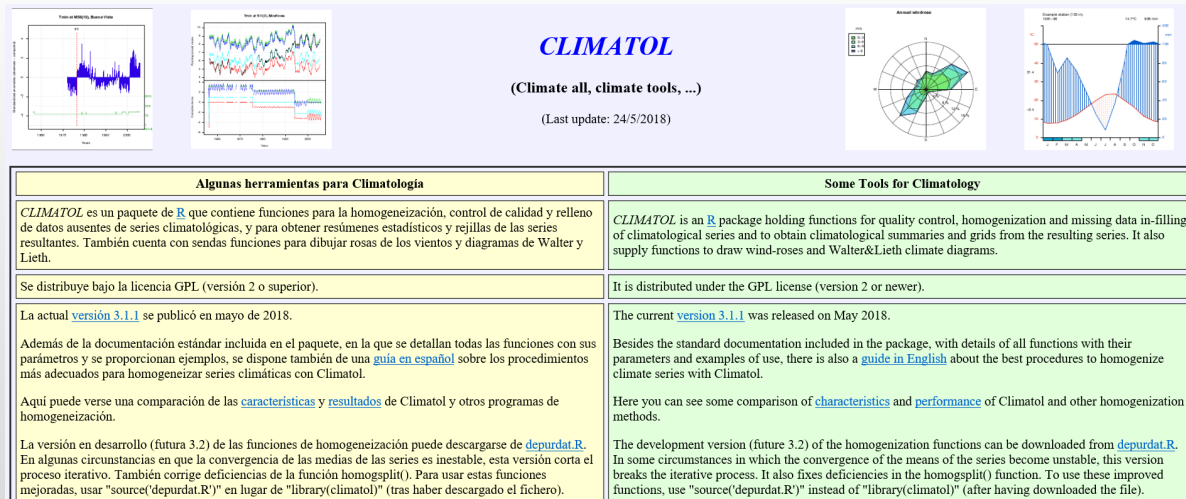 CLIMATOL
(Climate all, climate tools, ...)
(Last update: 24/5/2018)
Annual windrose
Algunas herramientas para Climatología
CLIMATOL es un paquete de R que contiene funciones para la homogeneización, control de calidad y relleno
de datos ausentes de series climatológicas, y para obtener resúmenes estadísticos y rejillas de las series
resultantes. También cuenta con sendas funciones para dibujar rosas de los vientos y diagramas de Walter y
Lieth.
Se distribuye bajo la licencia GPL (versión 2 o superior).
La actual versión 3.1.1 se publicó en mayo de 2018.
Además de la documentación estándar incluida en el paquete, en la que se detallan todas las funciones con sus
parámetros y se proporcionan ejemplos, se dispone también de una guía en español sobre los procedimientos
más adecuados para homogeneizar series climáticas con Climatol.
Aquí puede verse una comparación de las características y resultados de Climatol y otros programas de
homogeneización.
La versión en desarrollo (futura 3.2) de las funciones de homogeneización puede descargarse de depurdat.R.
En algunas circunstancias en que la convergencia de las medias de las series es inestable, esta versión corta el
proceso iterativo. También corrige deficiencias de la función homogsplit(). Para usar estas funciones
mejoradas, usar "source('depurdat.R')" en lugar de "library(climatol)" (tras haber descargado el fichero).
Some Tools for Climatology
CLIMATOL is an R package holding functions for quality control, homogenization and missing data in-filling
of climatological series and to obtain climatological summaries and grids from the resulting series. It also
supply functions to draw wind-roses and Walter&Lieth climate diagrams.
It is distributed under the GPL license (version 2 or newer).
The current version 3.1.1 was released on May 2018.
Besides the standard documentation included in the package, with details of all functions with their
parameters and examples of use, there is also a guide in English about the best procedures to homogenize
climate series with Climatol.
Here you can see some comparison of characteristics and performance of Climatol and other homogenization
methods.
The development version (future 3.2) of the homogenization functions can be downloaded from depurdat.R.
In some circumstances in which the convergence of the means of the series become unstable, this version
breaks the iterative process. It also fixes deficiencies in the homogsplit() function. To use these improved
functions, use "source('depurdat.R')" instead of "library(climatol)" (after having downloaded the file).